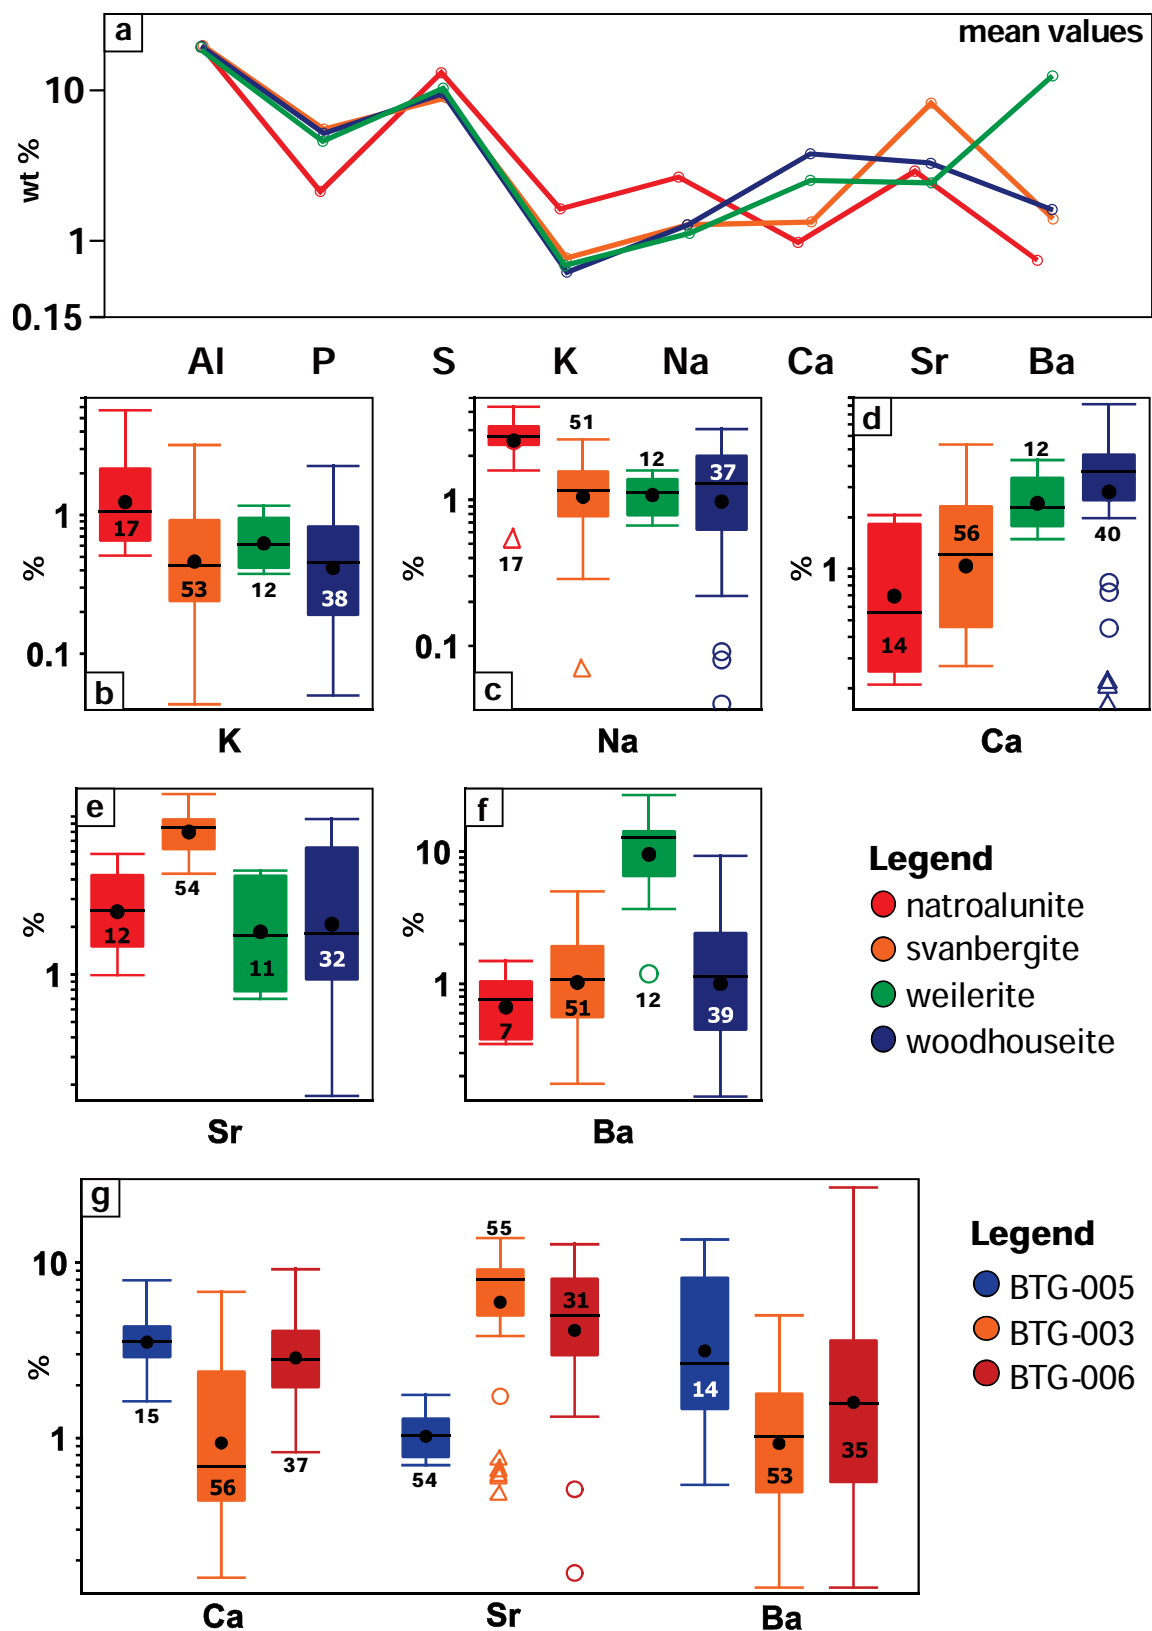 a
mean values
10
wt %
1
0.15
Al P S K Na Ca Sr Ba
1
%
0.1
17
53
12
38
b
K
1
%
0.1
51
12
37
17
c
Na
d
12
% 1
56
40
14
Ca
e
%
1
54
12
11
32
Sr
f
10
%
1
12
7
51
39
Ba
Legend
natroalunite
svanbergite
weilerite
woodhouseite
g
10
%
1
55
31
14
15
56
37
54
53
35
Ca Sr Ba
Legend
BTG-005
BTG-003
BTG-006